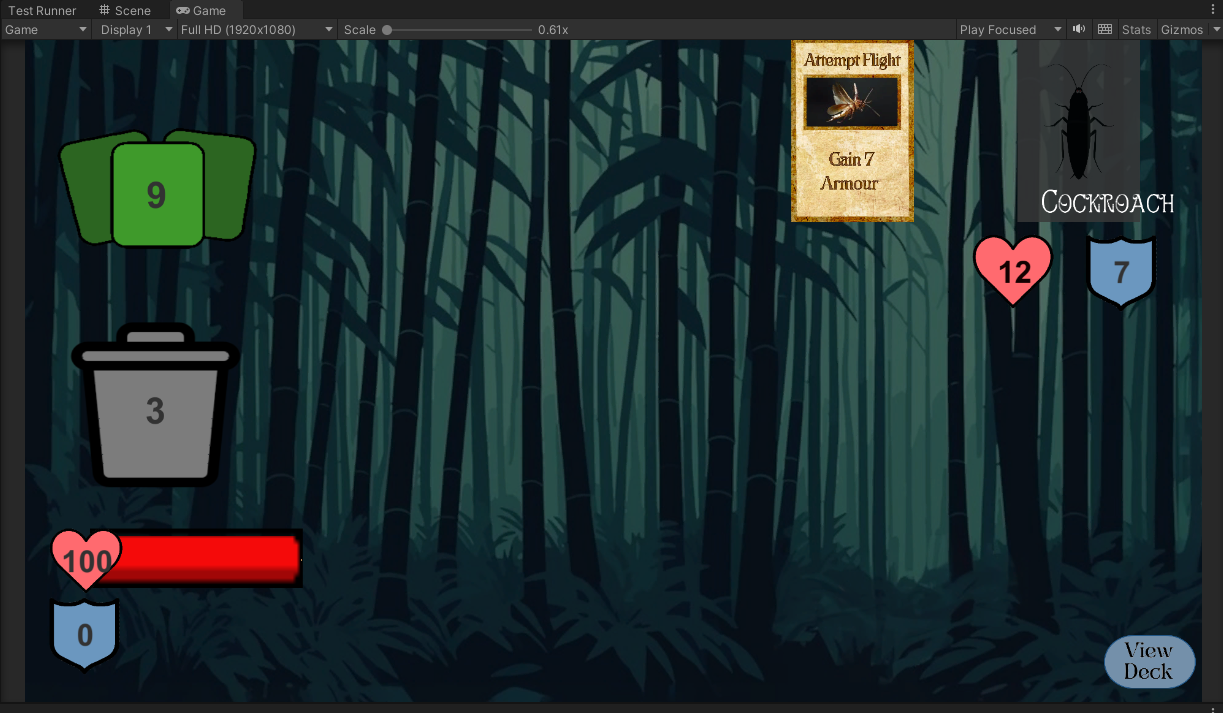 Test Runner
Scene
Game
Game
Display 1
Full HD (1920x1080)
Scale
0.61x
Play Focused
Stats
Gizmos
Attempt Flight
Gain 7
Armour
Cockroach
12
7
9
3
100
0
View
Deck